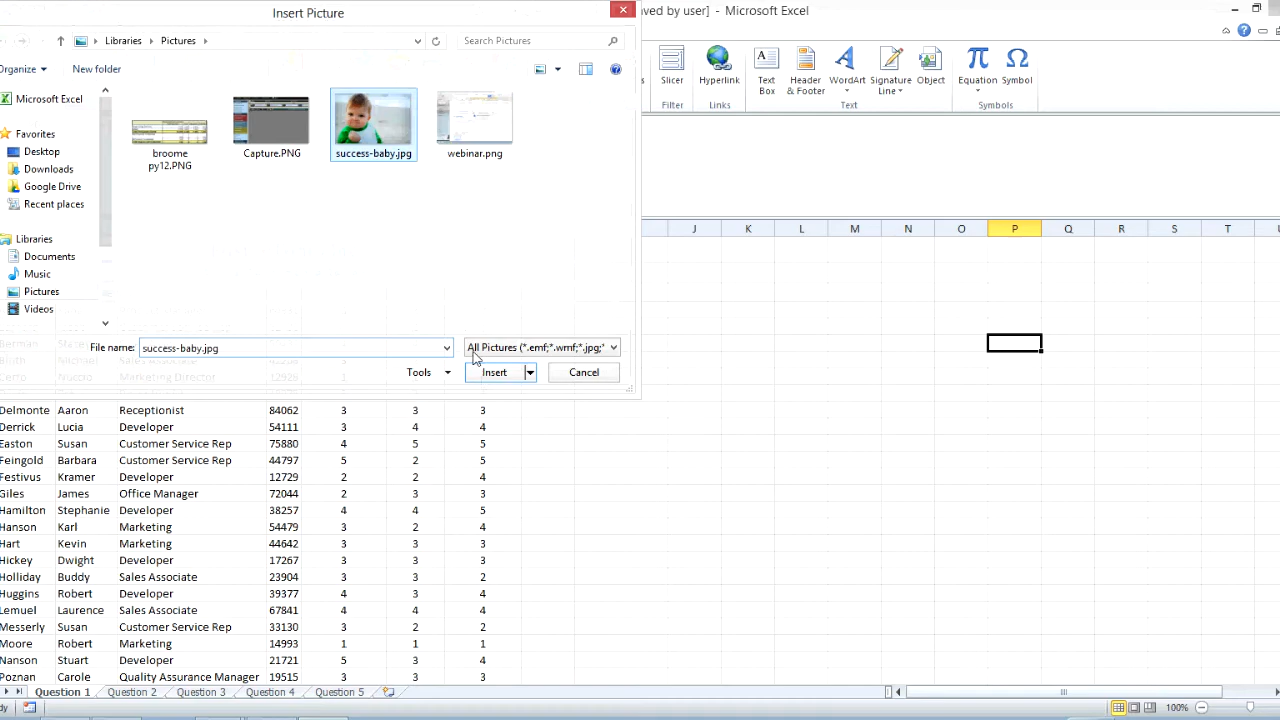 Insert Picture
ved by user] - Microsoft Excel
Libraries Pictures
Search Pictures
Organize New folder
Slicer Hyperlink Text Box Header & Footer WordArt Signature Line Object Equation Symbol
Filter Links Text Symbols
Microsoft Excel
Favorites
Desktop
Downloads
Google Drive
Recent places
Libraries
Documents
Music
Pictures
Videos
broome py12.PNG
Capture.PNG
success-baby.jpg
webinar.png
File name: success-baby.jpg All Pictures (*.emf;*.wmf;*.jpg;*
Tools Insert Cancel
J K L M N O P Q R S T U
Delmonte Aaron Receptionist 84062 3 3 3
Derrick Lucia Developer 54111 3 4 4
Easton Susan Customer Service Rep 75880 4 5 5
Feingold Barbara Customer Service Rep 44797 5 2 5
Festivus Kramer Developer 12729 2 2 4
Giles James Office Manager 72044 2 3 3
Hamilton Stephanie Developer 38257 4 4 5
Hanson Karl Marketing 54479 3 2 4
Hart Kevin Marketing 44642 3 3 3
Hickey Dwight Developer 17267 3 3 3
Holliday Buddy Sales Associate 23904 3 3 2
Huggins Robert Developer 39377 4 3 4
Lemuel Laurence Sales Associate 67841 4 4 4
Messerly Susan Customer Service Rep 33130 3 2 2
Moore Robert Marketing 14993 1 1 1
Nanson Stuart Developer 21721 5 3 4
Poznan Carole Quality Assurance Manager 19515 3 3 3
Question 1 Question 2 Question 3 Question 4 Question 5
dy 100%